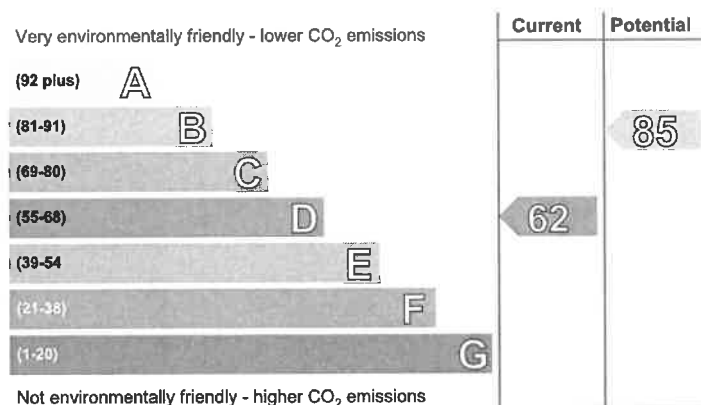 Current Potential
Very environmentally friendly - lower CO₂ emissions
(92 plus) A
(81-91) B 85
(69-80) C
(55-68) D 62
(39-54 E
(21-38) F
(1-20) G
Not environmentally friendly - higher CO₂ emissions